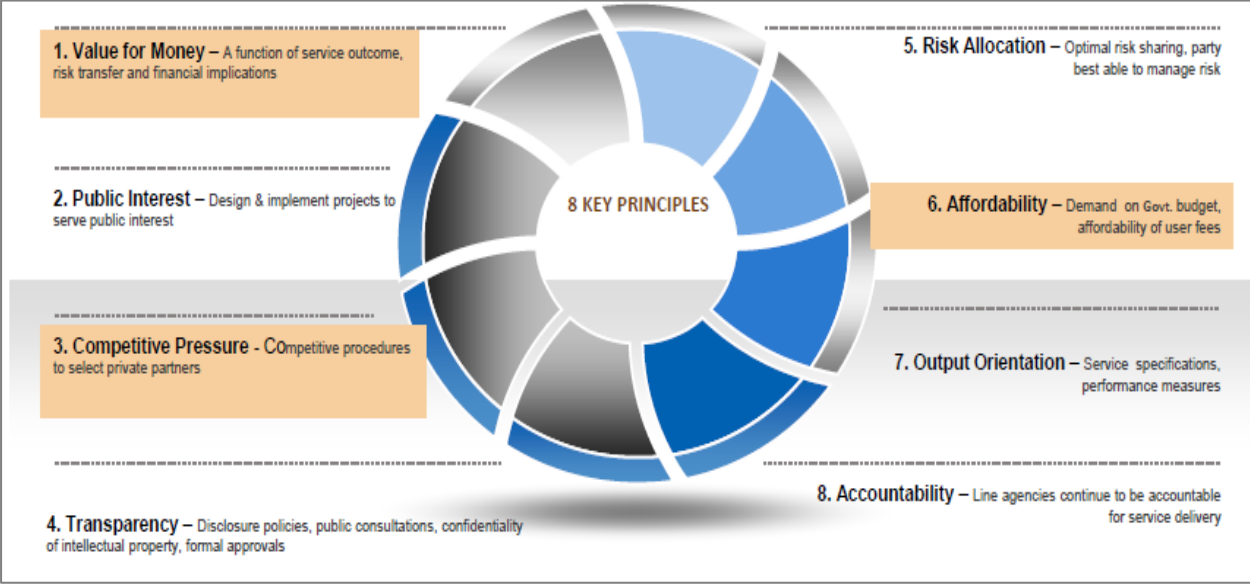 1. Value for Money – A function of service outcome,
risk transfer and financial implications
2. Public Interest – Design & implement projects to
serve public interest
3. Competitive Pressure - Competitive procedures
to select private partners
4. Transparency – Disclosure policies, public consultations, confidentiality
of intellectual property, formal approvals
8 KEY PRINCIPLES
5. Risk Allocation – Optimal risk sharing, party
best able to manage risk
6. Affordability – Demand on Govt. budget,
affordability of user fees
7. Output Orientation – Service specifications,
performance measures
8. Accountability – Line agencies continue to be accountable
for service delivery